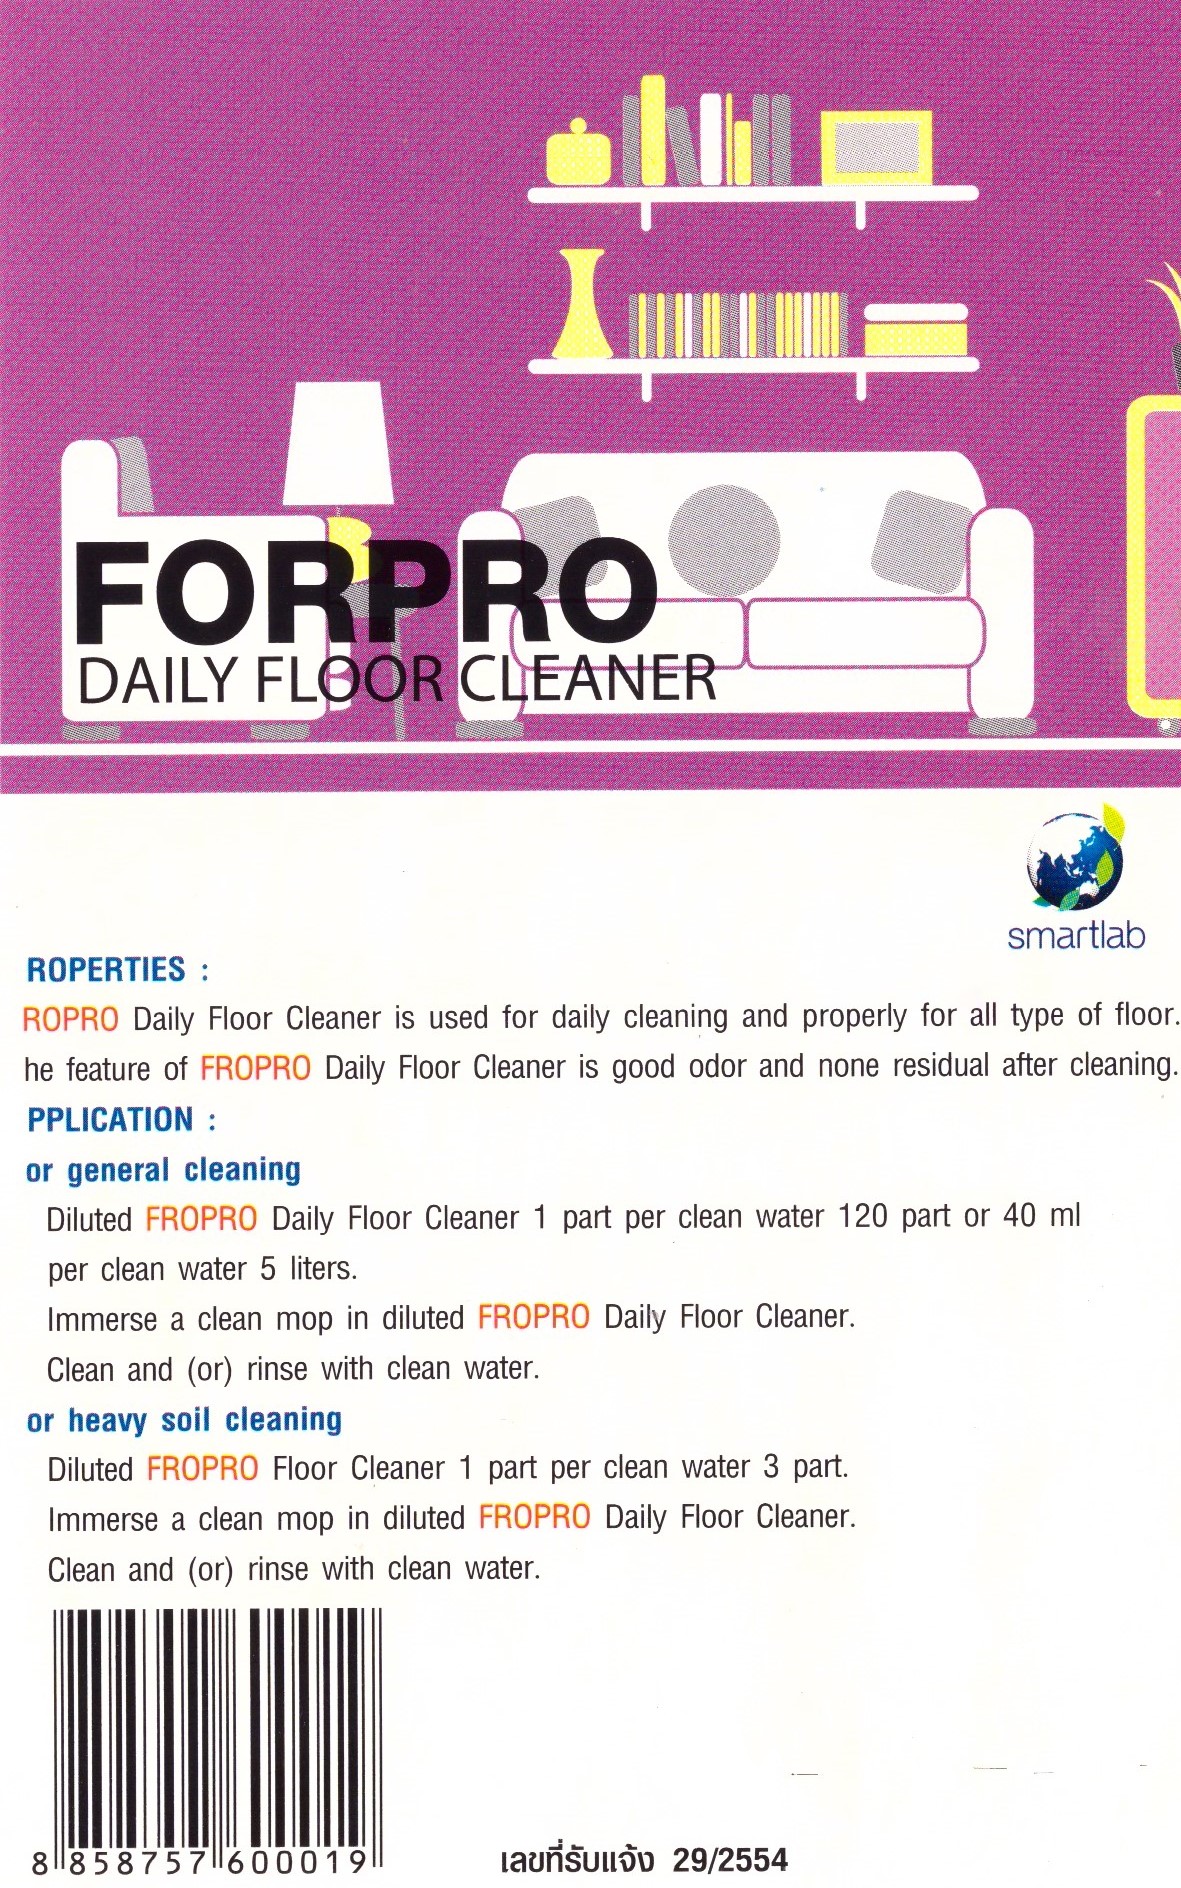 FORPRO
DAILY FLOOR CLEANER
smartlab
ROPERTIES :
ROPRO Daily Floor Cleaner is used for daily cleaning and properly for all type of floor.
he feature of FROPRO Daily Floor Cleaner is good odor and none residual after cleaning.
PPLICATION :
or general cleaning
Diluted FROPRO Daily Floor Cleaner 1 part per clean water 120 part or 40 ml
per clean water 5 liters.
Immerse a clean mop in diluted FROPRO Daily Floor Cleaner.
Clean and (or) rinse with clean water.
or heavy soil cleaning
Diluted FROPRO Floor Cleaner 1 part per clean water 3 part.
Immerse a clean mop in diluted FROPRO Daily Floor Cleaner.
Clean and (or) rinse with clean water.
8 858757 600019
เลขที่รับแจ้ง 29/2554